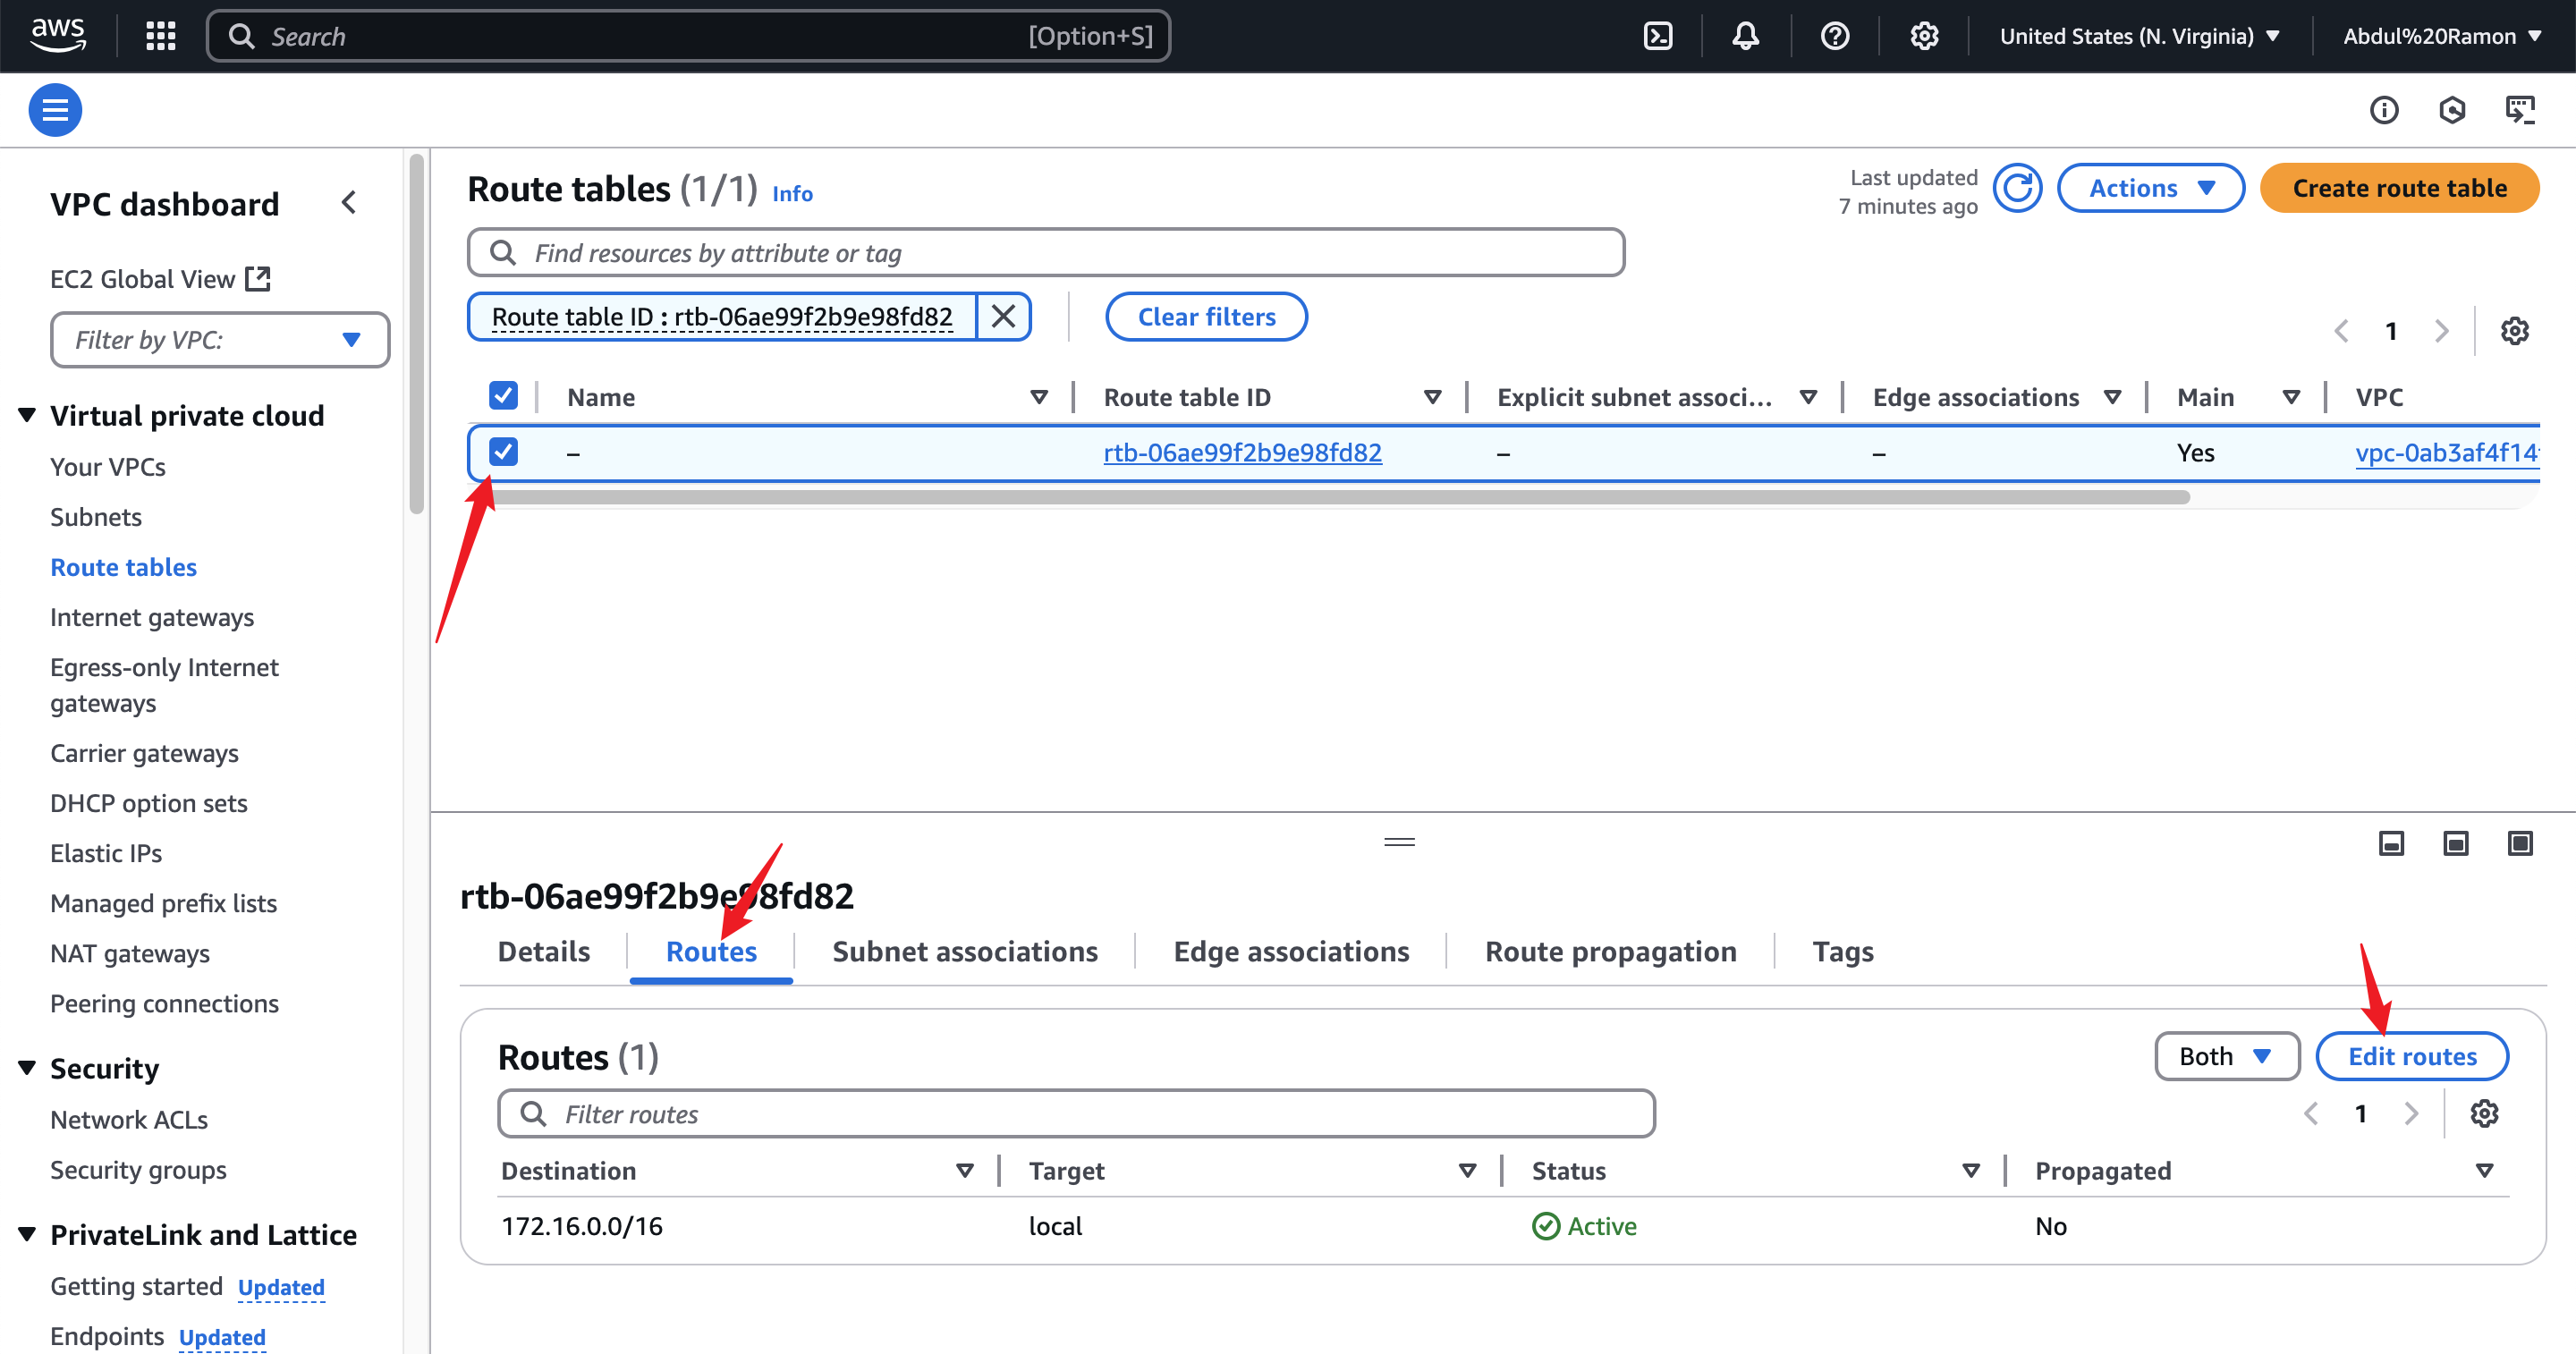 aws
Search
[Option+S]
United States (N. Virginia)
Abdul%20Ramon
VPC dashboard
EC2 Global View
Filter by VPC:
Virtual private cloud
Your VPCs
Subnets
Route tables
Internet gateways
Egress-only Internet
gateways
Carrier gateways
DHCP option sets
Elastic IPs
Managed prefix lists
NAT gateways
Peering connections
Security
Network ACLs
Security groups
PrivateLink and Lattice
Getting started Updated
Endpoints Updated
Route tables (1/1) Info
Last updated
7 minutes ago
Actions
Create route table
Find resources by attribute or tag
Route table ID : rtb-06ae99f2b9e98fd82
Clear filters
1
Name Route table ID Explicit subnet associ... Edge associations Main VPC
– rtb-06ae99f2b9e98fd82 – – Yes vpc-0ab3af4f14
rtb-06ae99f2b9e98fd82
Details Routes Subnet associations Edge associations Route propagation Tags
Routes (1)
Both
Edit routes
Filter routes
1
Destination Target Status Propagated
172.16.0.0/16 local Active No